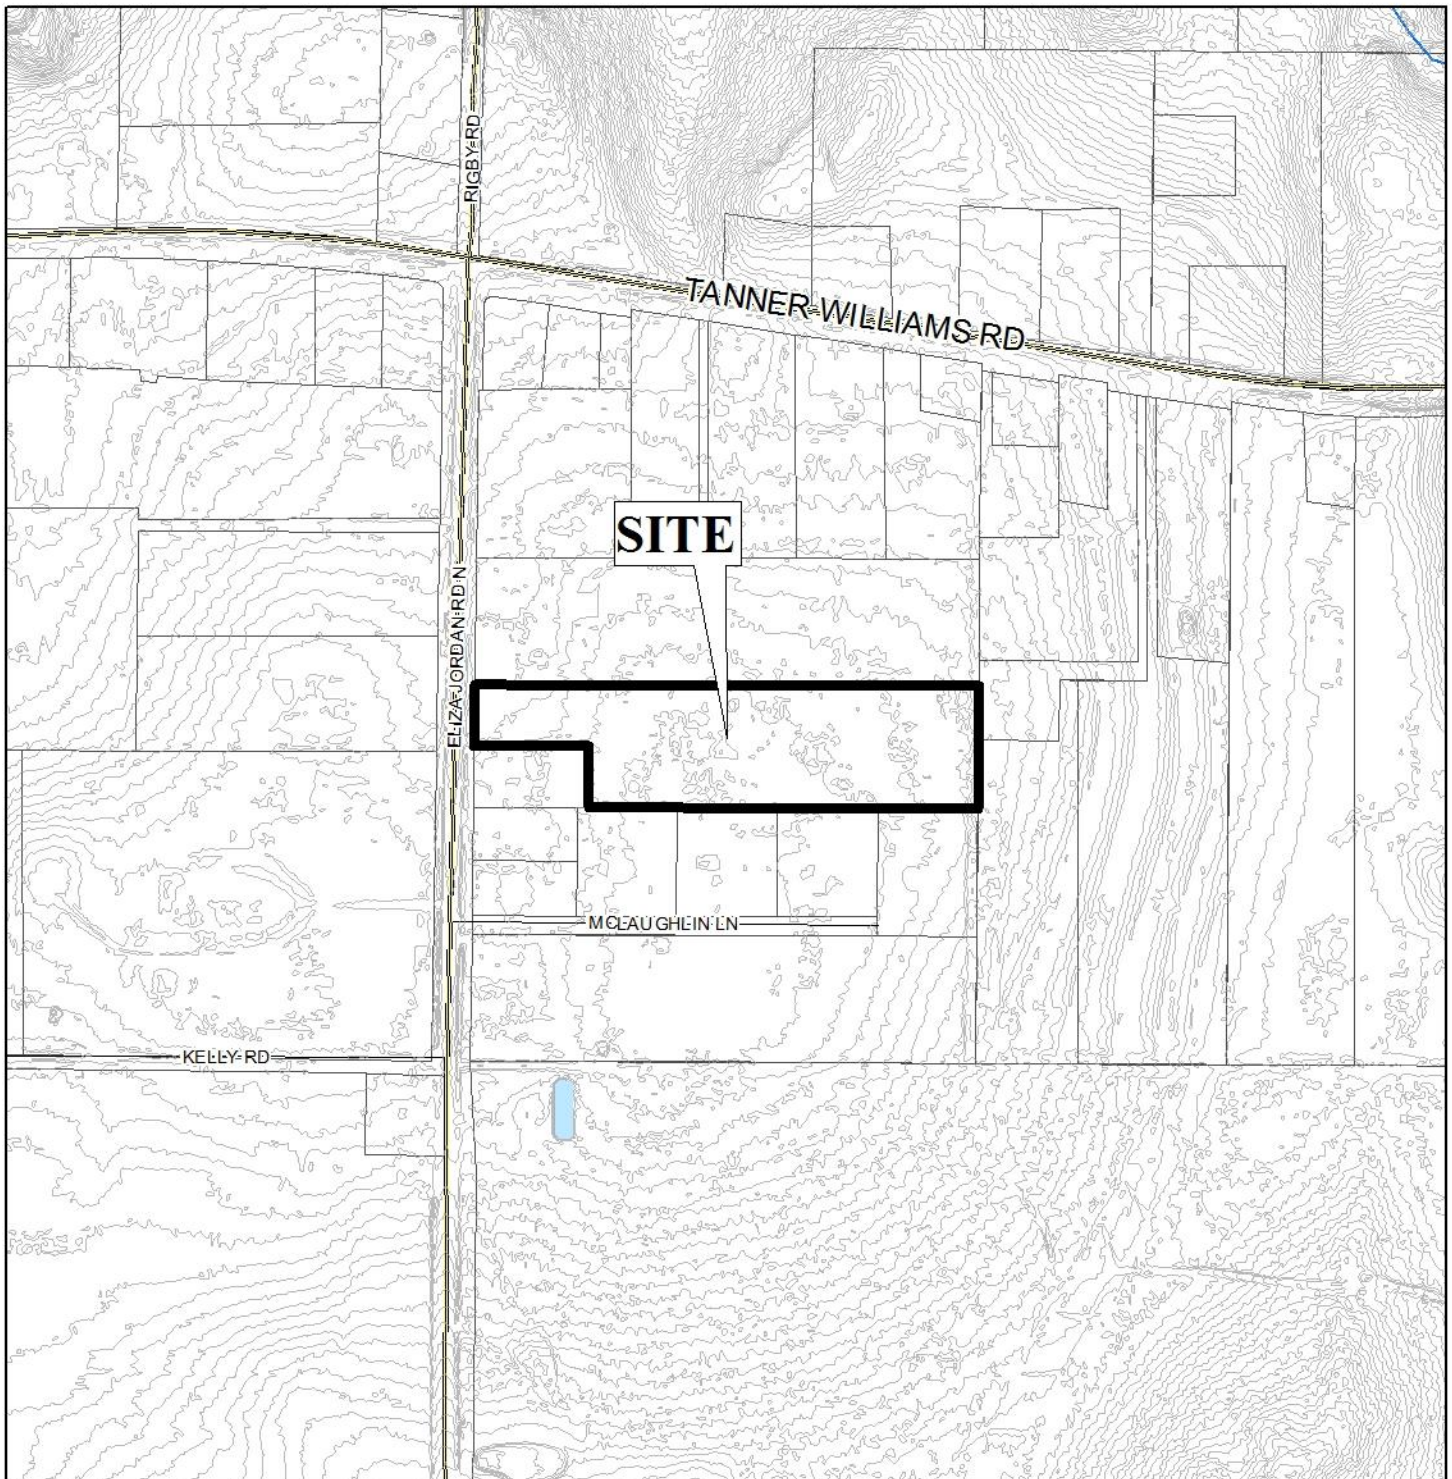 RIGBY RD
TANNER WILLIAMS RD
SITE
ELIZA JORDAN RD N
MCLAUGHLIN LN
KELLY RD